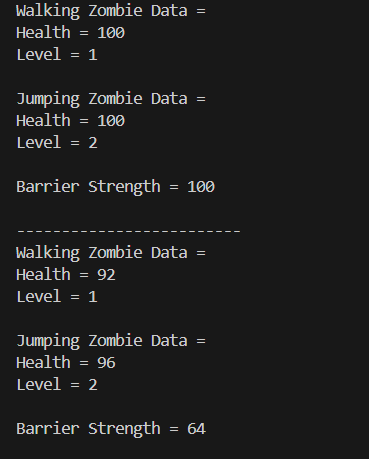 Walking Zombie Data =
Health = 100
Level = 1
Jumping Zombie Data =
Health = 100
Level = 2
Barrier Strength = 100
-------------------------
Walking Zombie Data =
Health = 92
Level = 1
Jumping Zombie Data =
Health = 96
Level = 2
Barrier Strength = 64